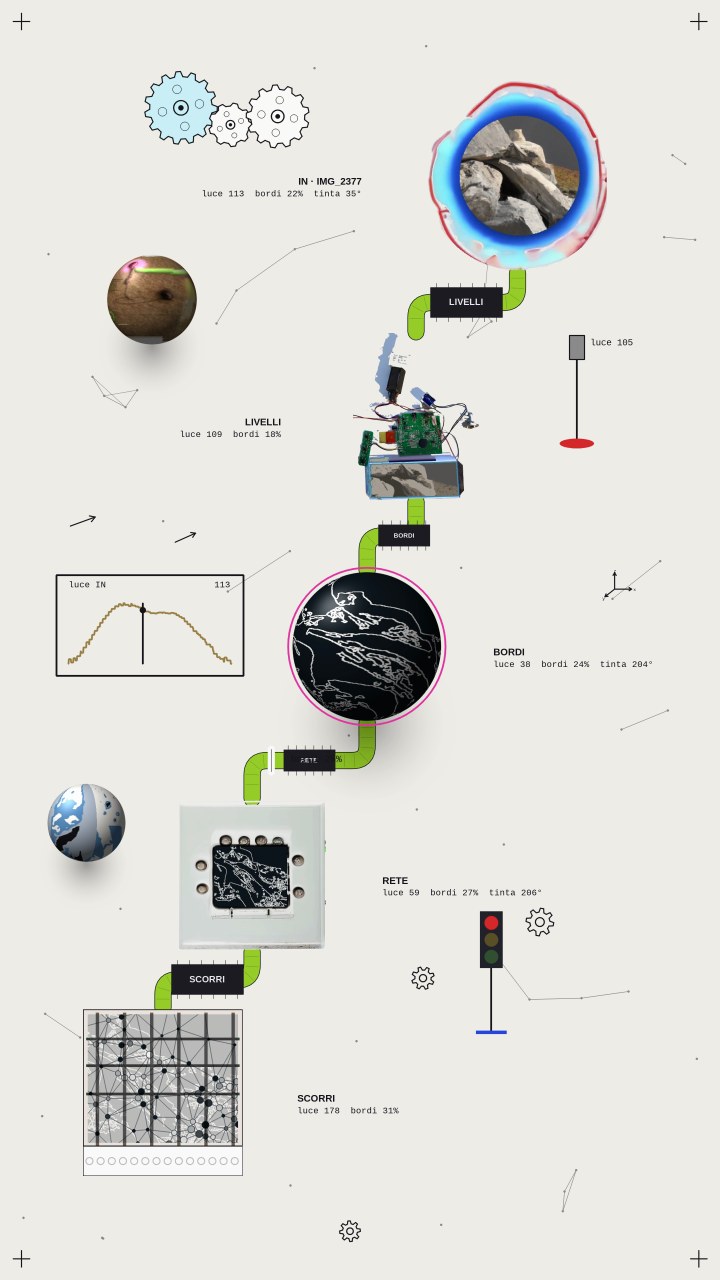 IN · IMG_2377
luce 113 bordi 22% tinta 35°
LIVELLI
luce 105
LIVELLI
luce 109 bordi 18%
BORDI
luce IN 113
BORDI
luce 38 bordi 24% tinta 204°
RETE %
RETE
luce 59 bordi 27% tinta 206°
SCORRI
SCORRI
luce 178 bordi 31%